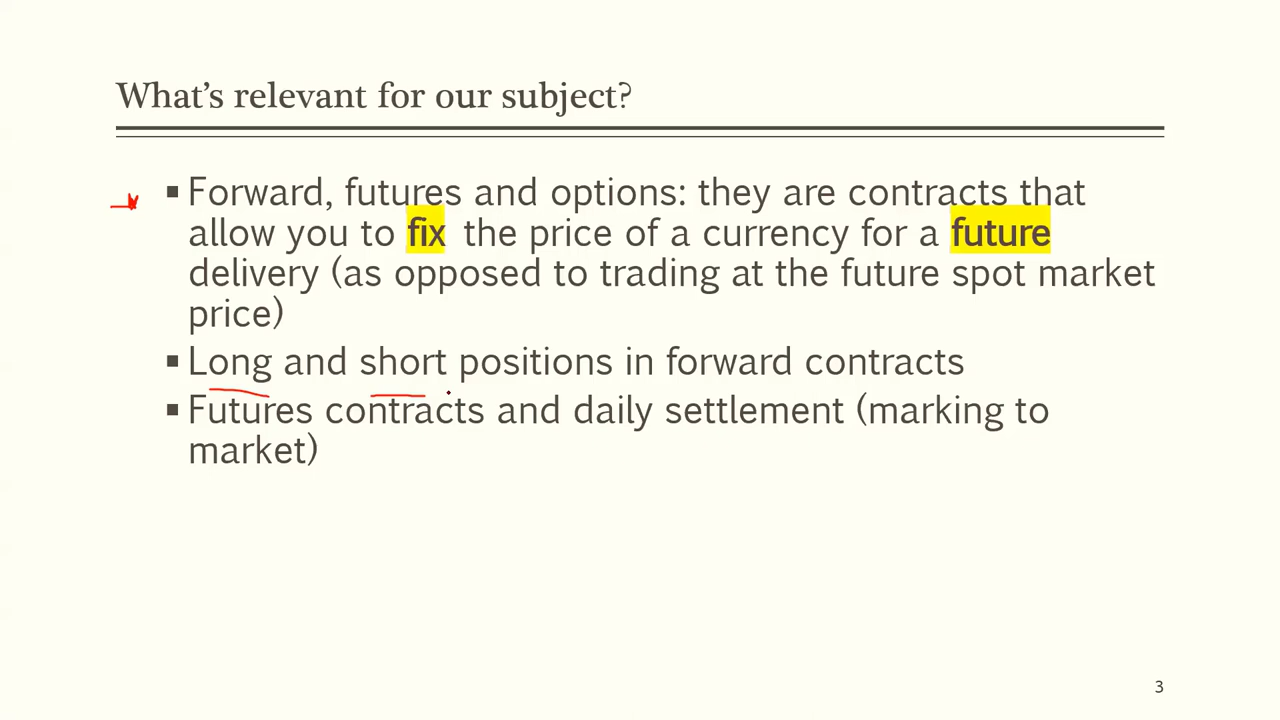 What's relevant for our subject?
▪ Forward, futures and options: they are contracts that
allow you to fix the price of a currency for a future
delivery (as opposed to trading at the future spot market
price)
▪ Long and short positions in forward contracts
▪ Futures contracts and daily settlement (marking to
market)
3